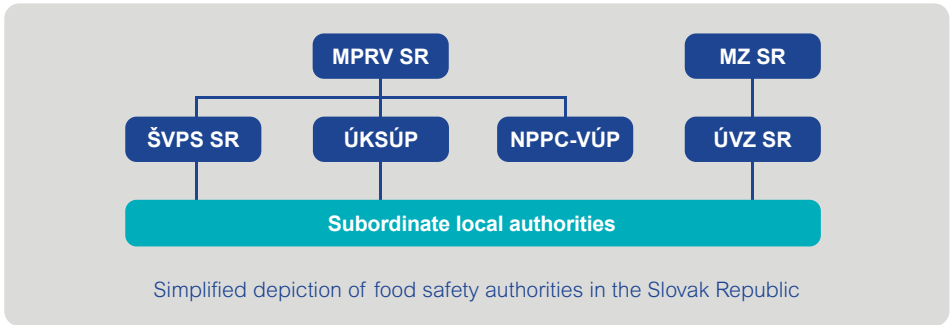 MPRV SR
MZ SR
ŠVPS SR
ÚKSÚP
NPPC-VÚP
ÚVZ SR
Subordinate local authorities
Simplified depiction of food safety authorities in the Slovak Republic